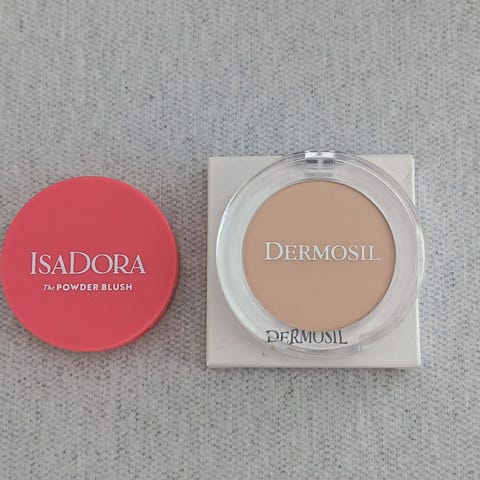 IsaDora
The POWDER BLUSH
DERMOSIL
DERMOSIL